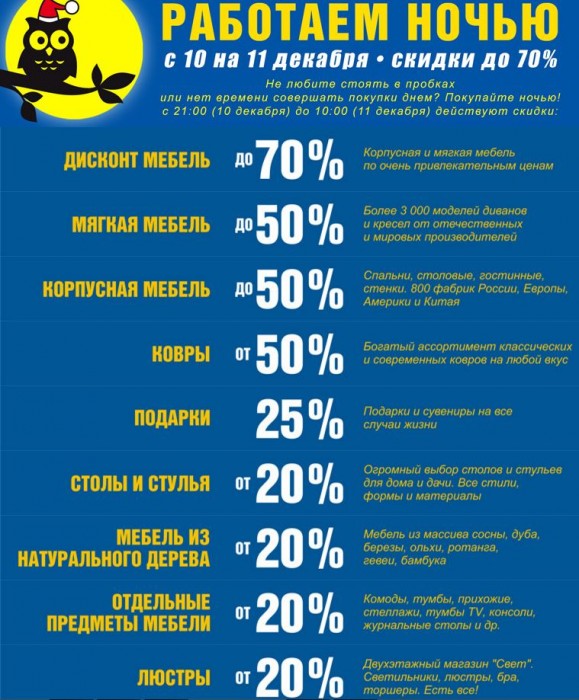 РАБОТАЕМ НОЧЬЮ
с 10 на 11 декабря • скидки до 70%
Не любите стоять в пробках
или нет времени совершать покупки днем? Покупайте ночью!
с 21:00 (10 декабря) до 10:00 (11 декабря) действуют скидки:
ДИСКОНТ МЕБЕЛЬ до 70%
Корпусная и мягкая мебель
по очень привлекательным ценам
МЯГКАЯ МЕБЕЛЬ до 50%
Более 3 000 моделей диванов
и кресел от отечественных
и мировых производителей
КОРПУСНАЯ МЕБЕЛЬ до 50%
Спальни, столовые, гостинные,
стенки. 800 фабрик России, Европы,
Америки и Китая
КОВРЫ от 50%
Богатый ассортимент классических
и современных ковров на любой вкус
ПОДАРКИ 25%
Подарки и сувениры на все
случаи жизни
СТОЛЫ И СТУЛЬЯ от 20%
Огромный выбор столов и стульев
для дома и дачи. Все стили,
формы и материалы
МЕБЕЛЬ ИЗ
НАТУРАЛЬНОГО ДЕРЕВА от 20%
Мебель из массива сосны, дуба,
березы, ольхи, ротанга,
гевеи, бамбука
ОТДЕЛЬНЫЕ
ПРЕДМЕТЫ МЕБЕЛИ от 20%
Комоды, тумбы, прихожие,
стеллажи, тумбы TV, консоли,
журнальные столы и др.
ЛЮСТРЫ от 20%
Двухэтажный магазин "Свет".
Светильники, люстры, бра,
торшеры. Есть все!